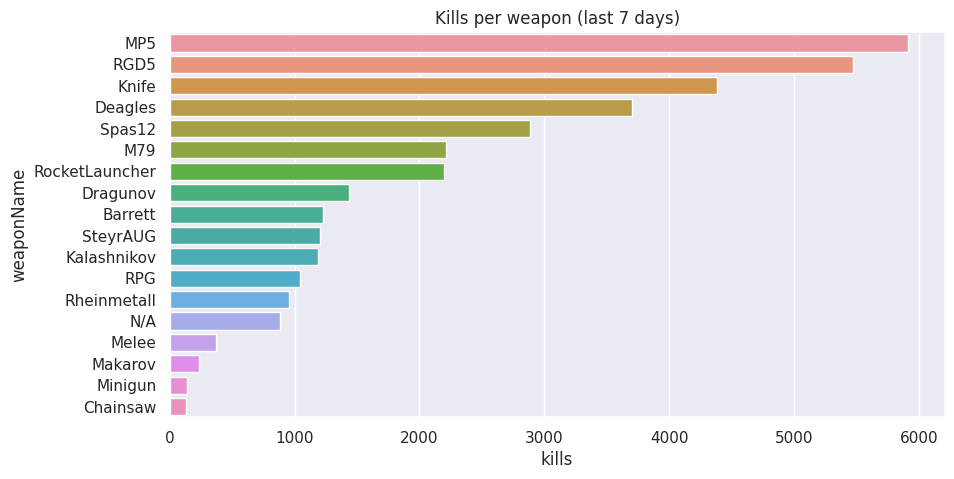 Kills per weapon (last 7 days)
weaponName
MP5
RGD5
Knife
Deagles
Spas12
M79
RocketLauncher
Dragunov
Barrett
SteyrAUG
Kalashnikov
RPG
Rheinmetall
N/A
Melee
Makarov
Minigun
Chainsaw
0 1000 2000 3000 4000 5000 6000
kills